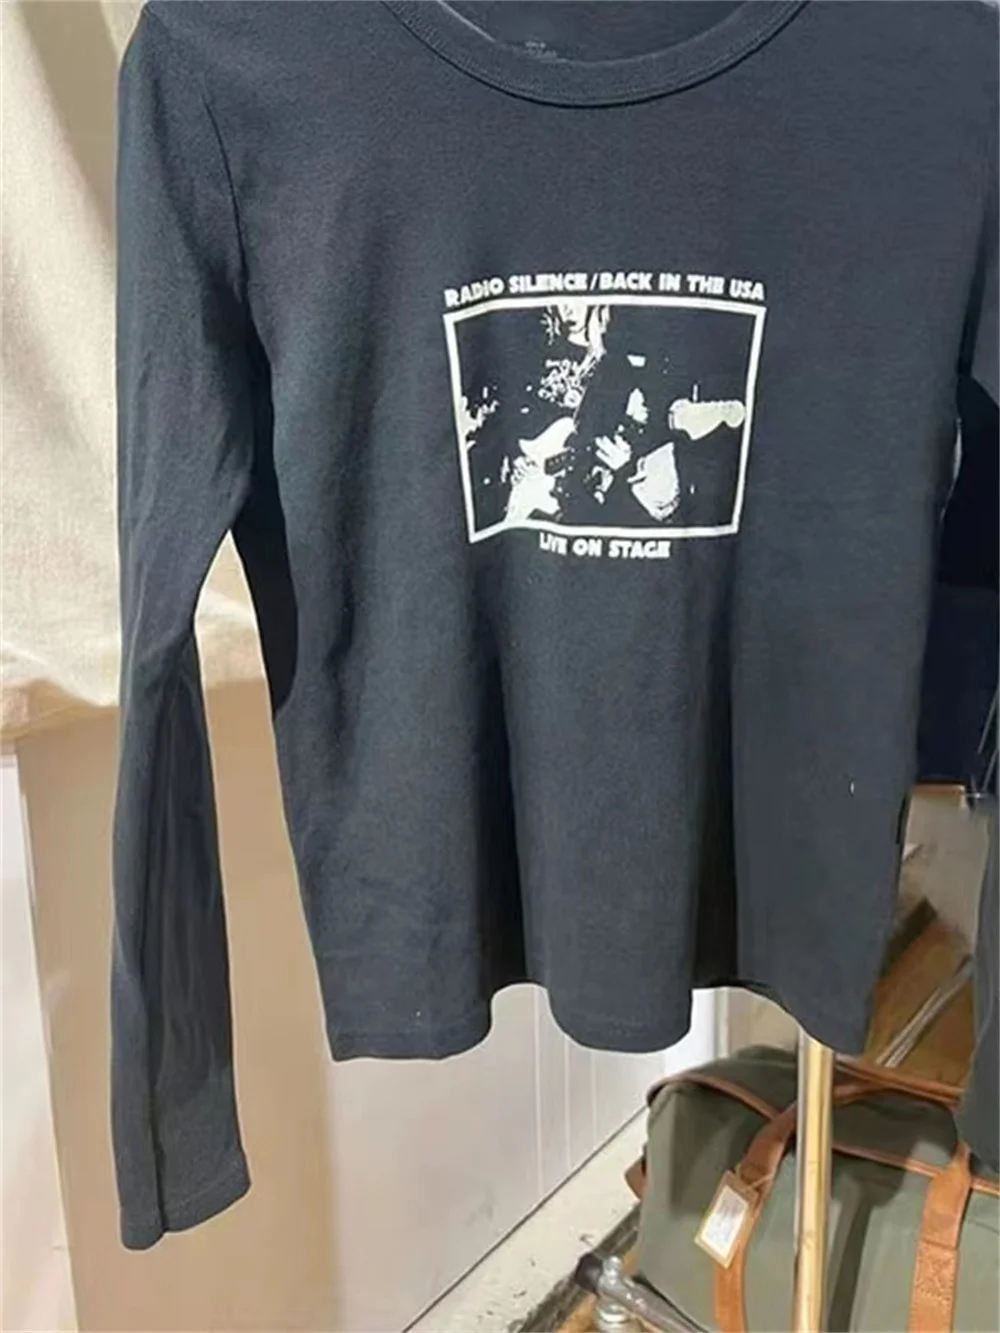 RADIO SILENCE/BACK IN THE USA
LIVE ON STAGE